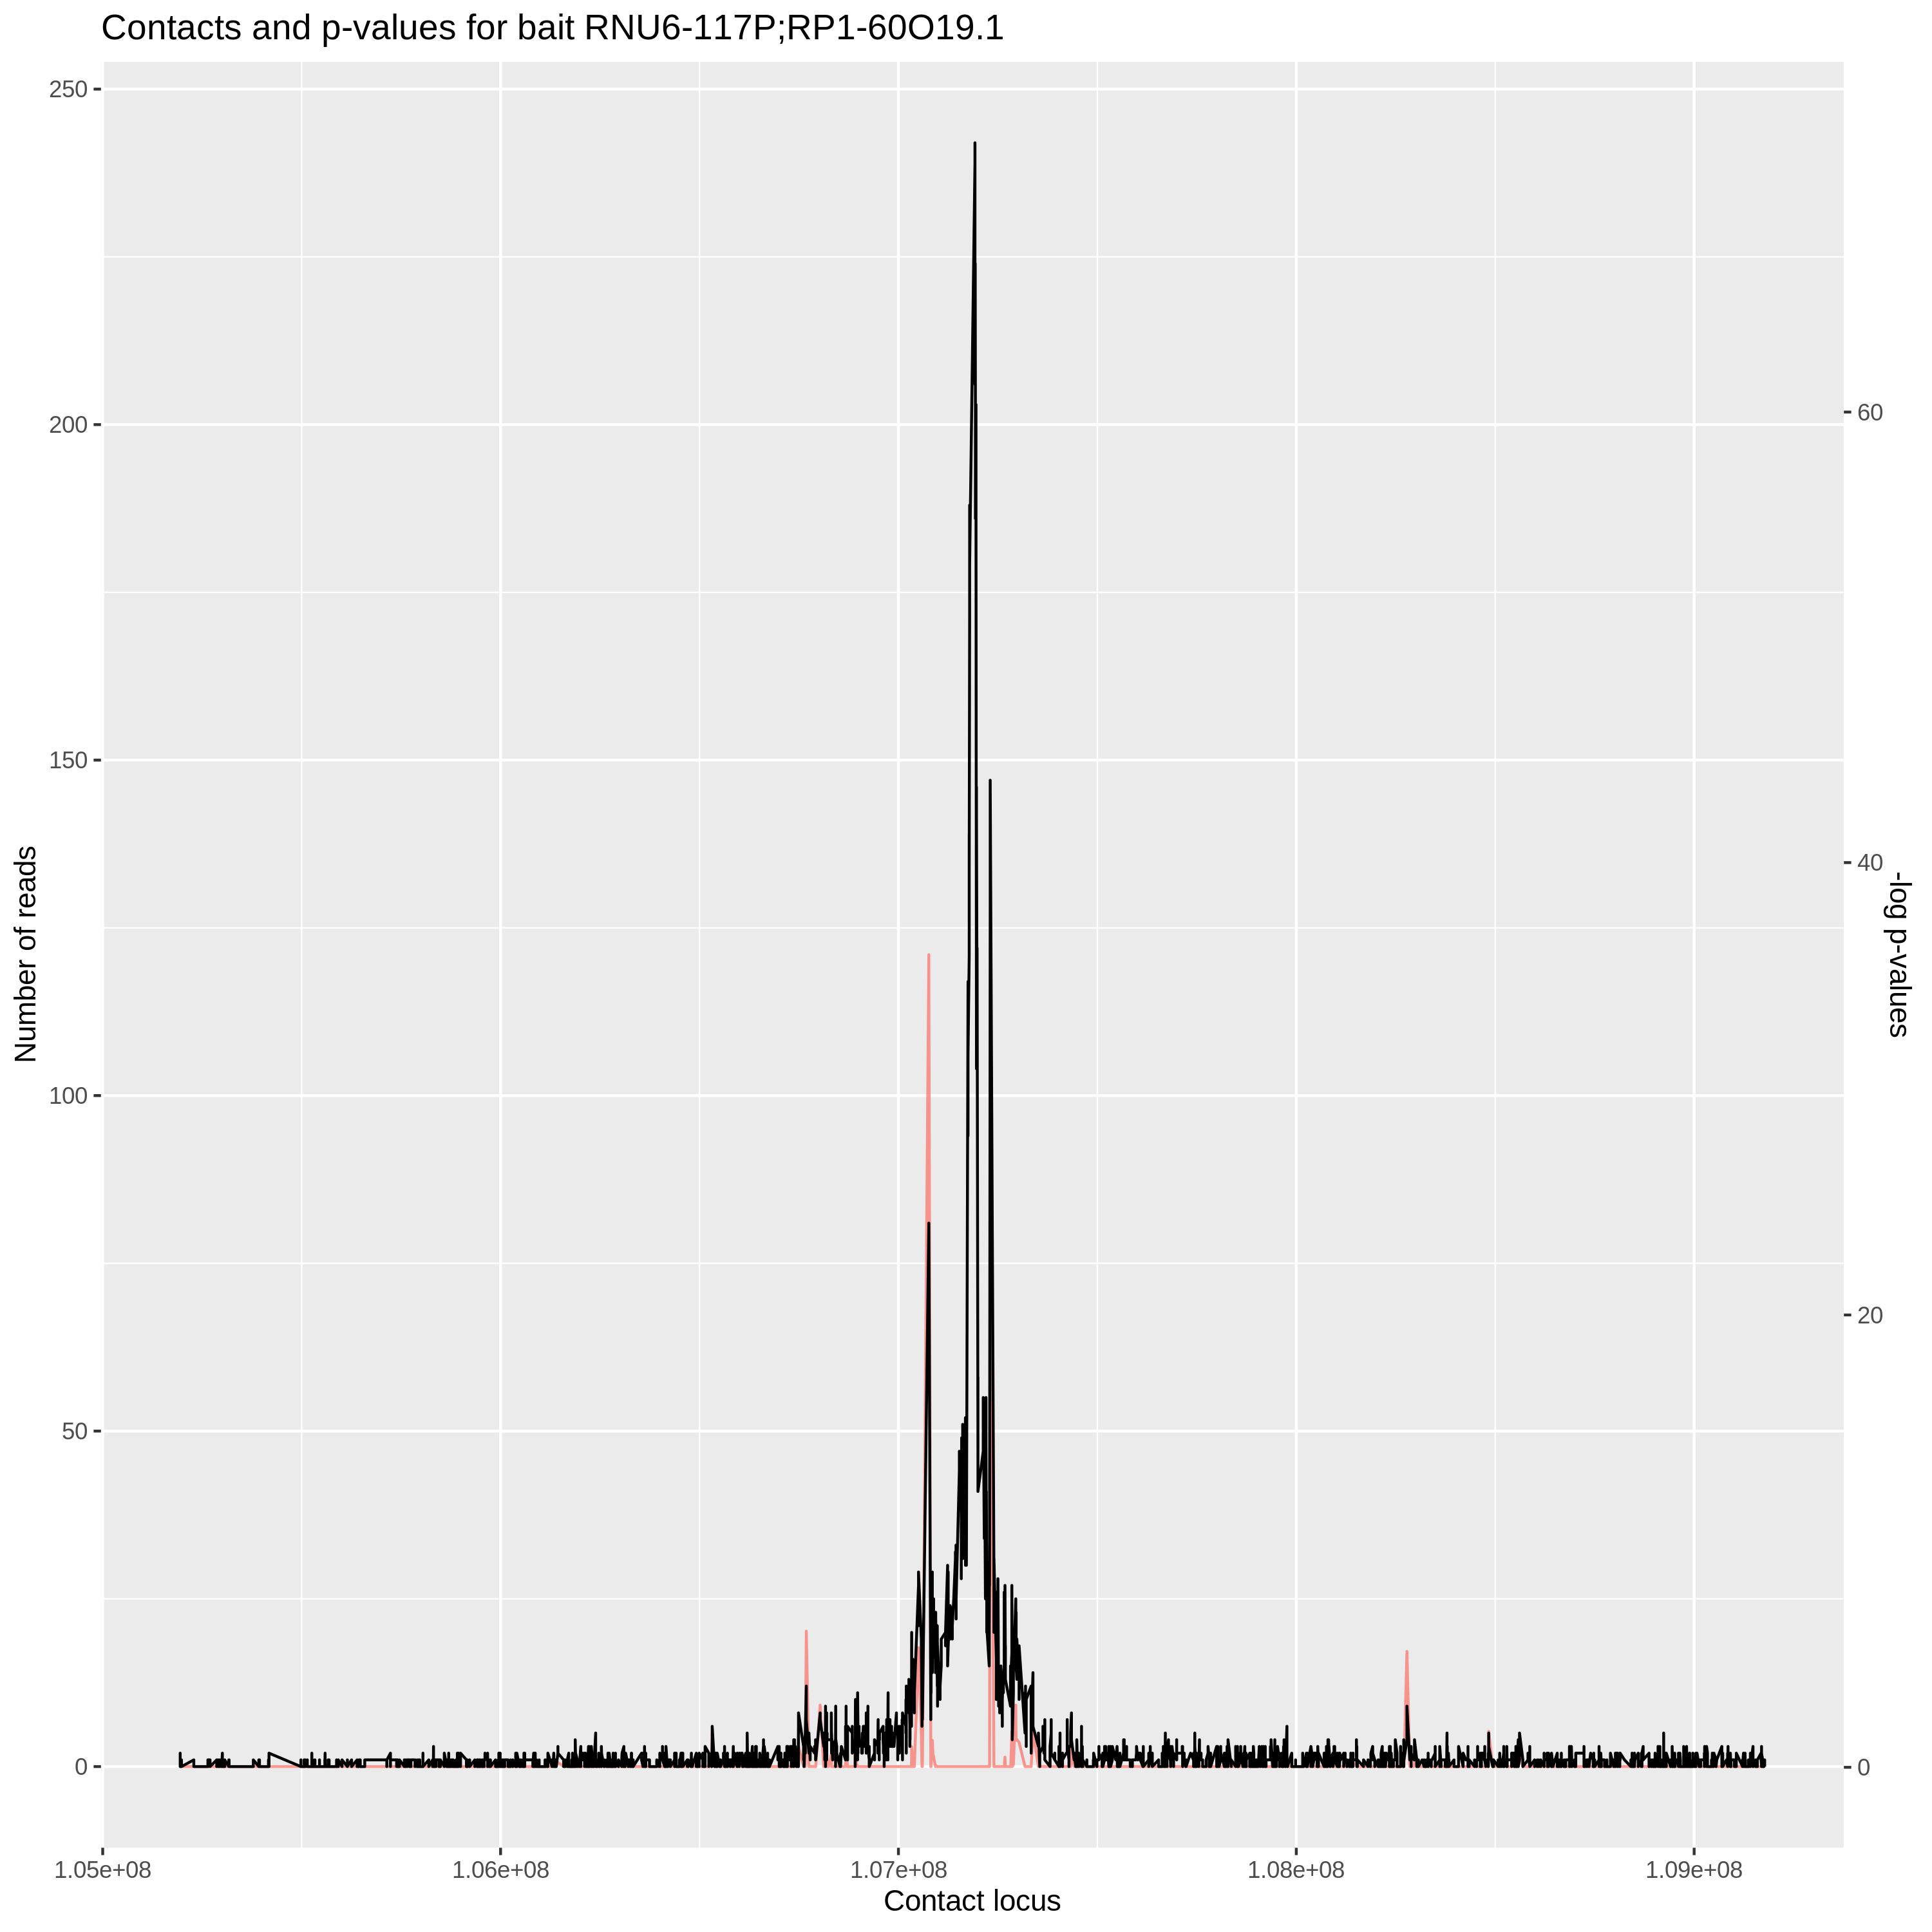 Contacts and p-values for bait RNU6-117P;RP1-60O19.1
250
200
150
100
50
0
Number of reads
60
40
20
0
-log p-values
1.05e+08
1.06e+08
1.07e+08
1.08e+08
1.09e+08
Contact locus